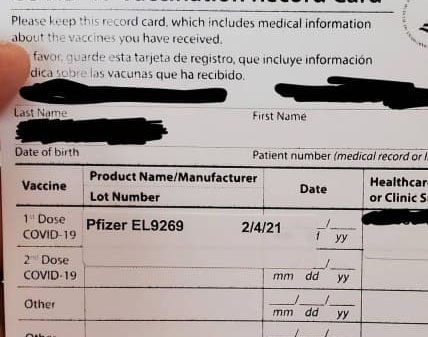 Please keep this record card, which includes medical information
about the vaccines you have received.
favor, guarde esta tarjeta de registro, que incluye información
dica sobre las vacunas que ha recibido.
Last Name First Name
Date of birth Patient number (medical record or I
Vaccine Product Name/Manufacturer Date Healthcar
Lot Number or Clinic S
1st Dose Pfizer EL9269 2/4/21
COVID-19 yy
2nd Dose
COVID-19 mm dd yy
Other
mm dd yy
Other